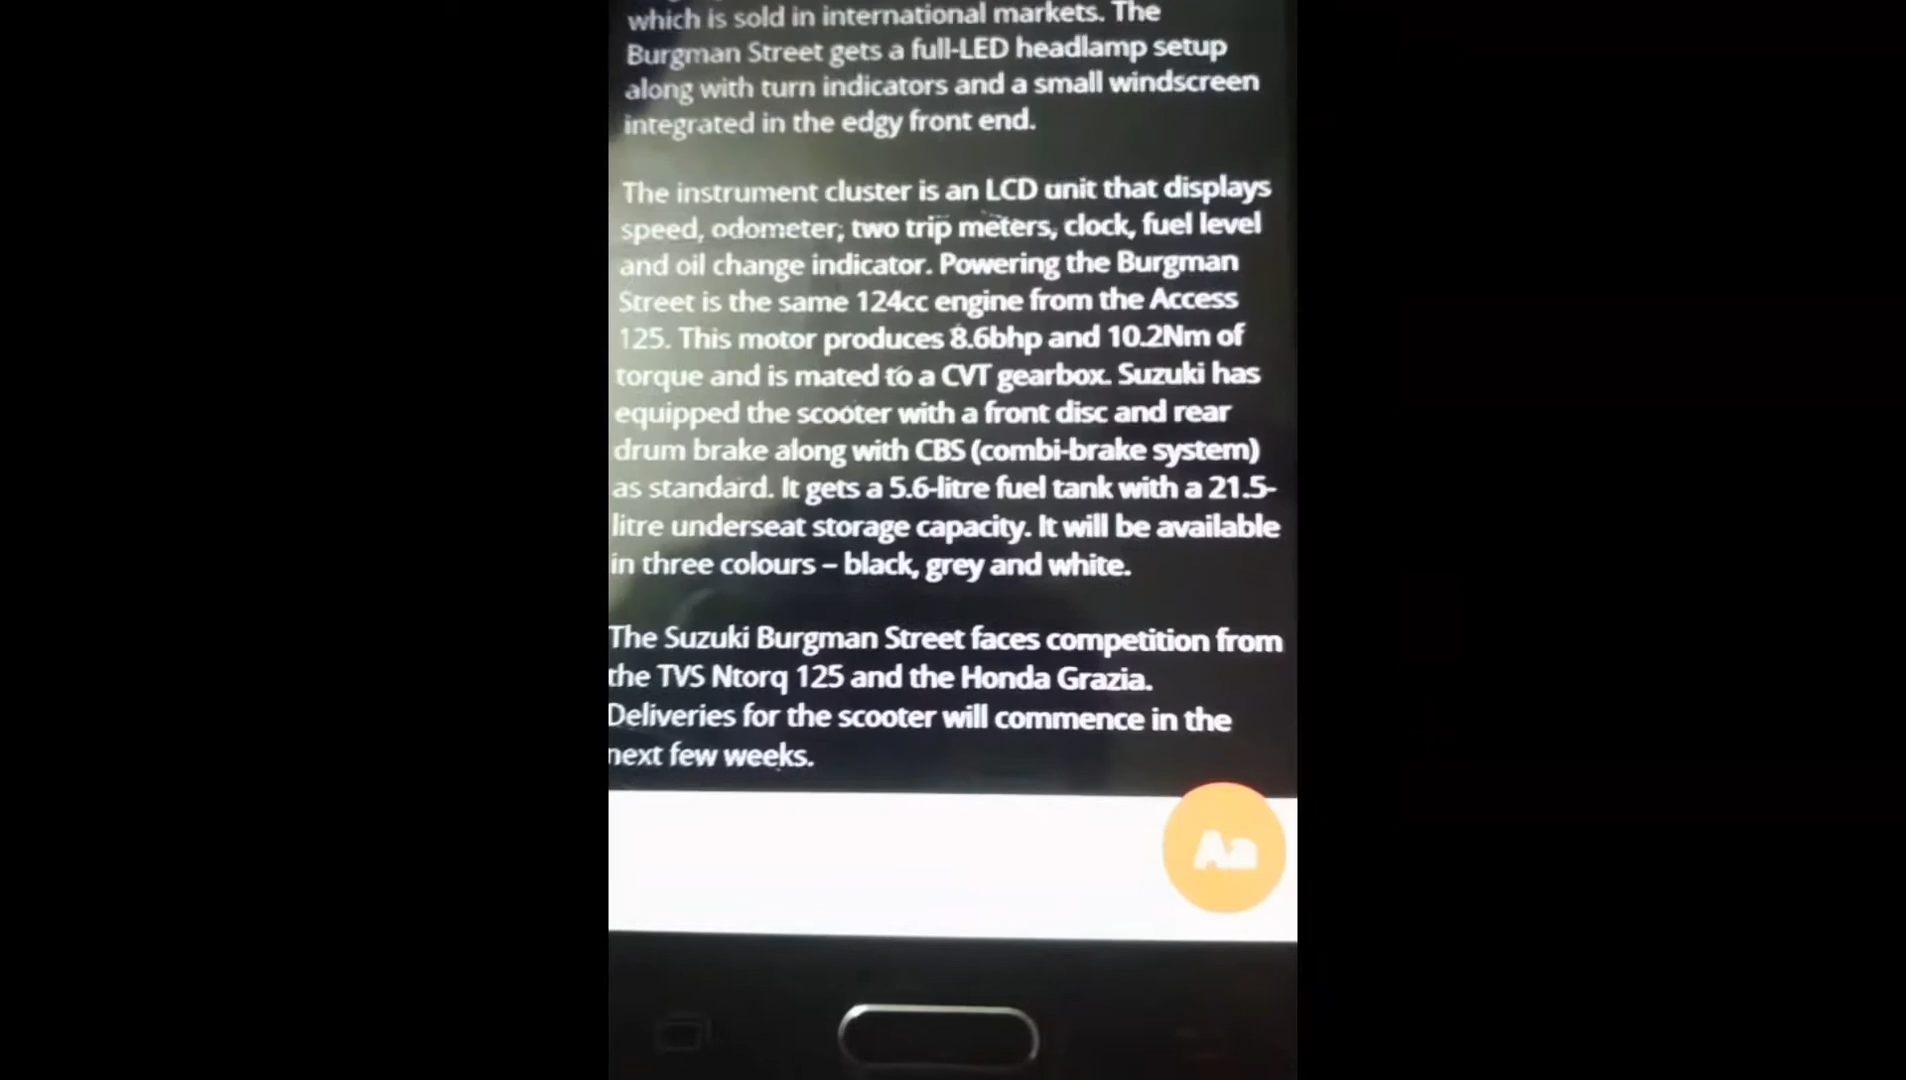 which is sold in international markets. The
Burgman Street gets a full-LED headlamp setup
along with turn indicators and a small windscreen
integrated in the edgy front end.
The instrument cluster is an LCD unit that displays
speed, odometer, two trip meters, clock, fuel level
and oil change indicator. Powering the Burgman
Street is the same 124cc engine from the Access
125. This motor produces 8.6bhp and 10.2Nm of
torque and is mated to a CVT gearbox. Suzuki has
equipped the scooter with a front disc and rear
drum brake along with CBS (combi-brake system)
as standard. It gets a 5.6-litre fuel tank with a 21.5-
litre underseat storage capacity. It will be available
in three colours – black, grey and white.
The Suzuki Burgman Street faces competition from
the TVS Ntorq 125 and the Honda Grazia.
Deliveries for the scooter will commence in the
next few weeks.
Aa